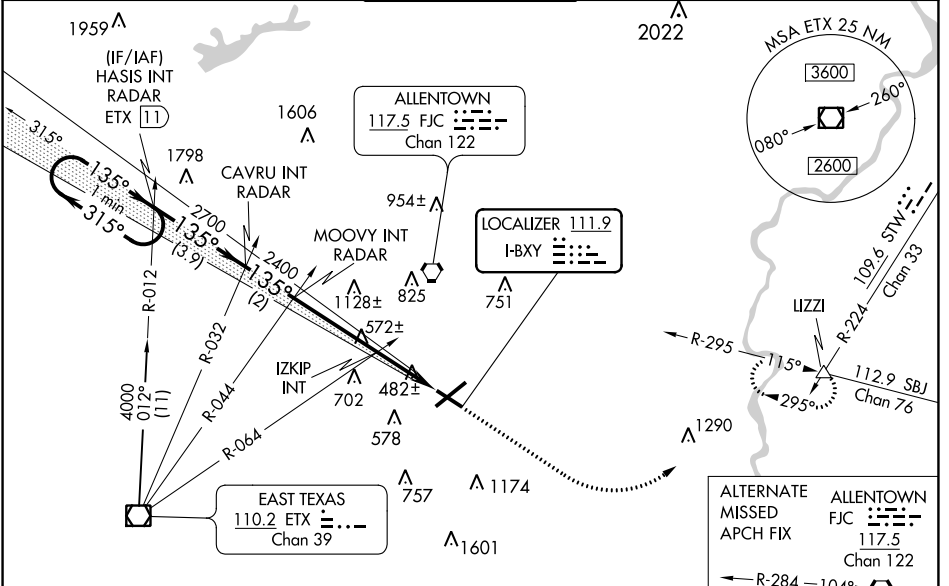 1959
2022
(IF/IAF)
HASIS INT
RADAR
ETX 11
MSA ETX 25 NM
3600
260°
080°
2600
1606
ALLENTOWN
117.5 FJC
Chan 122
315°
135°
1 min
315°
1798
CAVRU INT
RADAR
954±
2700
135°
(3.9)
MOOVY INT
RADAR
2400
135°
(2)
LOCALIZER 111.9
I-BXY
825
751
1128±
572±
109.6 STW
Chan 33
R-224
LIZZI
R-012
R-032
R-044
R-064
IZKIP
INT
702
482±
578
R-295
115°
295°
112.9 SBJ
Chan 76
4000
012°
(11)
1290
757
1174
1601
EAST TEXAS
110.2 ETX
Chan 39
ALTERNATE
MISSED
APCH FIX
ALLENTOWN
FJC
117.5
Chan 122
R-284
104°